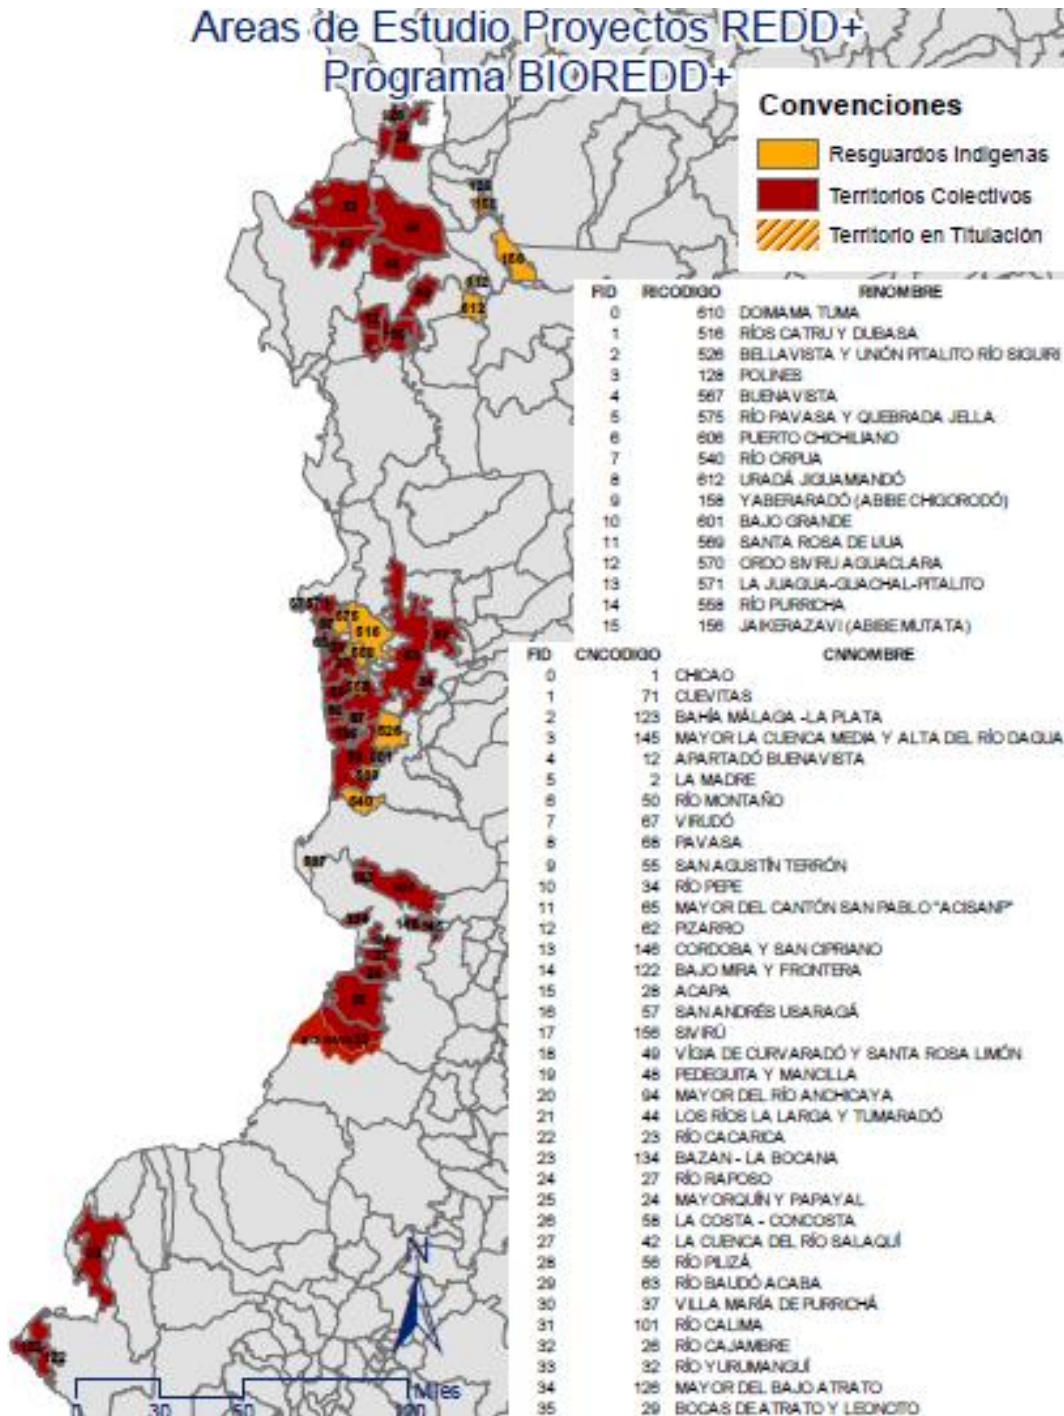 Areas de Estudio Proyectos REDD+
Programa BIOREDD+
Convenciones
Resguardos Indigenas
Territorios Colectivos
Territorio en Titulación
FID RICODIGO RINOMBRE
0 610 DOIMAMA TUMA
1 516 RÍOS CATRU Y DUBASA
2 526 BELLAVISTA Y UNIÓN PITALITO RÍO SIGUIRI
3 128 POLINES
4 567 BUENAVISTA
5 575 RÍO PAVASA Y QUEBRADA JELLA
6 606 PUERTO CHICHILIANO
7 540 RÍO ORPUA
8 612 URADÁ JIGUAMIANDÓ
9 158 YABERARADÓ (ABIBE CHIGORODÓ)
10 601 BAJO GRANDE
11 569 SANTA ROSA DE IJUA
12 570 ORDO SIVIRU AGUACLARA
13 571 LA JUAGUA-GUACHAL-PITALITO
14 558 RÍO PURRICHA
15 156 JAIKERAZAVI (ABIBE MUTATA)
FID CNCODIGO CNNOMBRE
0 1 CHICAO
1 71 CUEVITAS
2 123 BAHÍA MÁLAGA -LA PLATA
3 145 MAYOR LA CUENCA MEDIA Y ALTA DEL RÍO DAGUA
4 12 APARTADÓ BUENAVISTA
5 2 LA MADRE
6 50 RÍO MONTAÑO
7 67 VIRUDÓ
8 68 PAVASA
9 55 SAN AGUSTÍN TERRÓN
10 34 RÍO PEPE
11 65 MAYOR DEL CANTÓN SAN PABLO "ACISANP"
12 62 PIZARRO
13 146 CORDOBA Y SAN CIPRIANO
14 122 BAJO MIRA Y FRONTERA
15 28 ACAPA
16 57 SAN ANDRÉS USARAGÁ
17 156 SIVIRÚ
18 49 VÍGIA DE CURVARADÓ Y SANTA ROSA LIMÓN
19 48 PEDEGUITA Y MANCILLA
20 94 MAYOR DEL RÍO ANCHICAYA
21 44 LOS RÍOS LA LARGA Y TUMARADÓ
22 23 RÍO CACARICA
23 134 BAZAN - LA BOCANA
24 27 RÍO RAPOSO
25 24 MAYORQUÍN Y PAPAYAL
26 58 LA COSTA - CONCOSTA
27 42 LA CUENCA DEL RÍO SALAQUÍ
28 56 RÍO PILIZÁ
29 63 RÍO BAUDÓ ACABA
30 37 VILLA MARÍA DE PURRICHÁ
31 101 RÍO CALIMA
32 26 RÍO CAJAMBRE
33 32 RÍO YURUMANGUÍ
34 126 MAYOR DEL BAJO ATRATO
35 29 BOCAS DE ATRATO Y LEONCITO
156
612
575
516
526
540
567
N
Miles
0 30